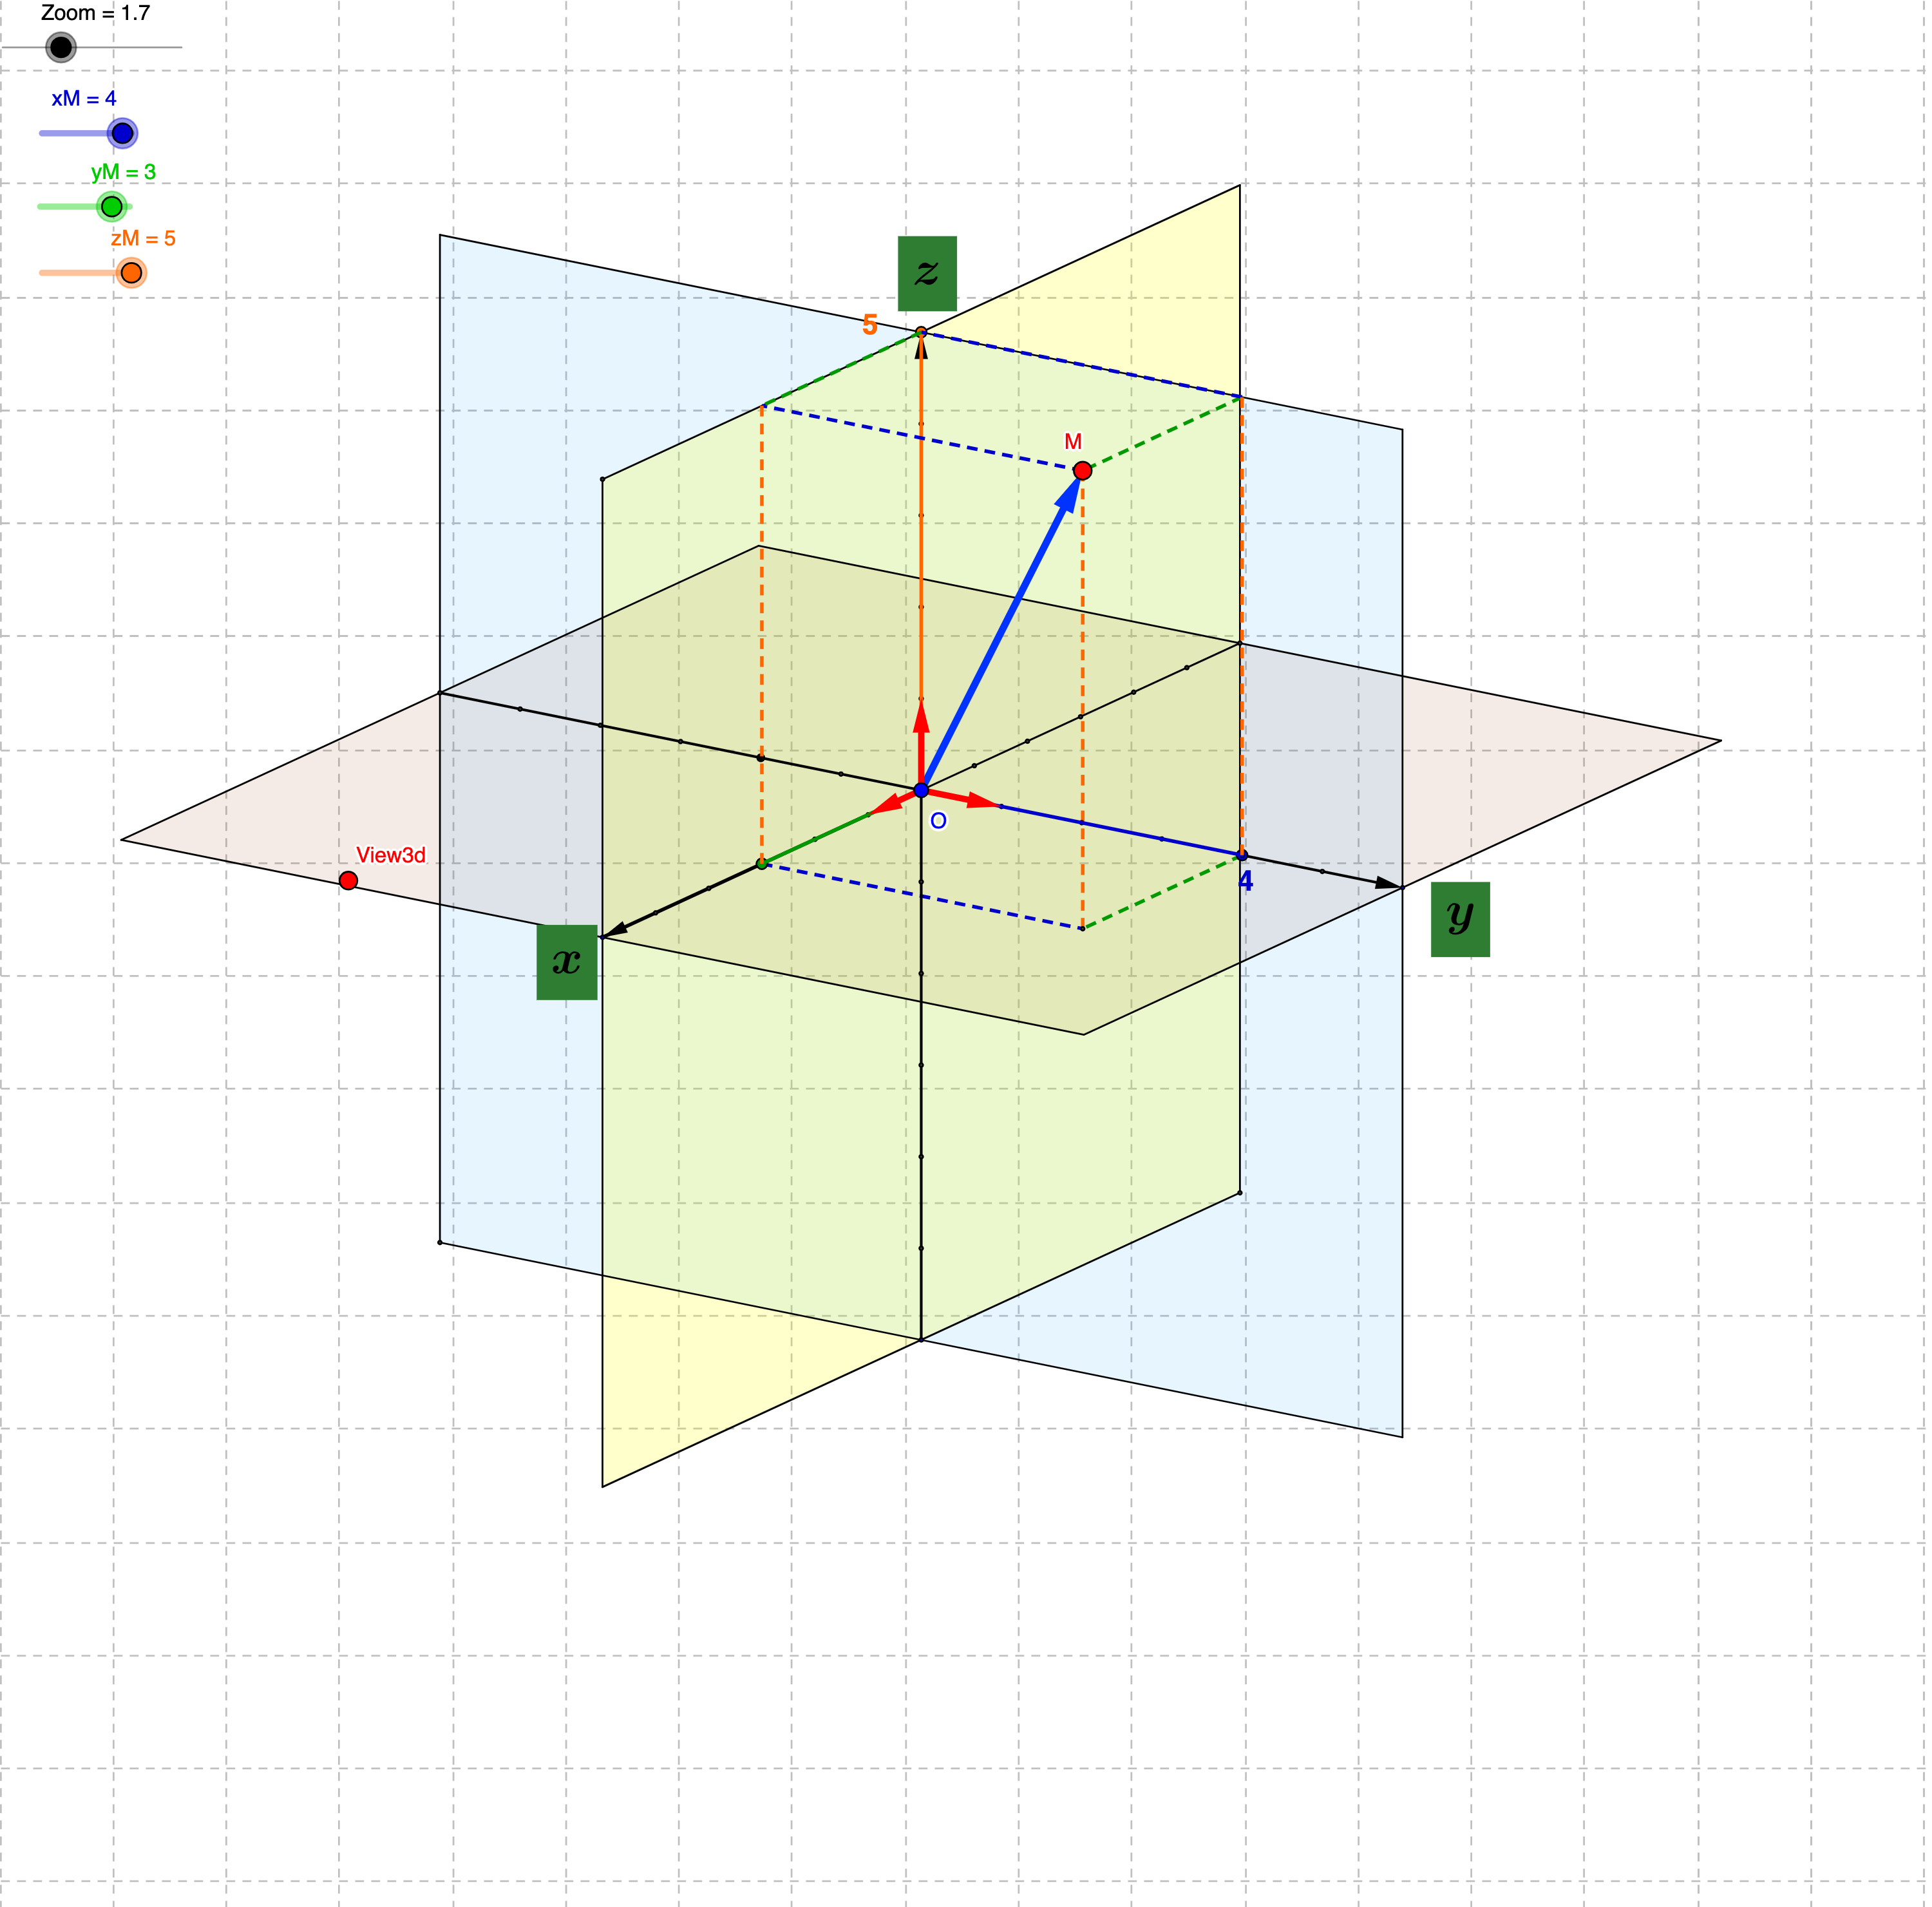 Zoom = 1.7
xM = 4
yM = 3
zM = 5
z
5
M
O
View3d
4
y
x